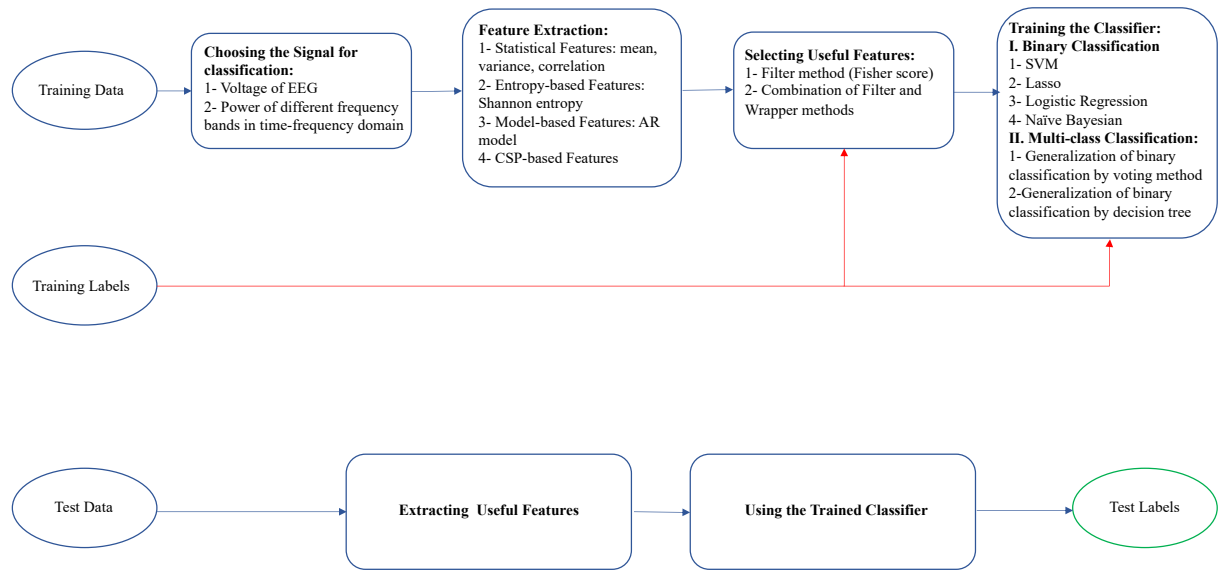 Training Data
Choosing the Signal for
classification:
1- Voltage of EEG
2- Power of different frequency
bands in time-frequency domain
Feature Extraction:
1- Statistical Features: mean,
variance, correlation
2- Entropy-based Features:
Shannon entropy
3- Model-based Features: AR
model
4- CSP-based Features
Selecting Useful Features:
1- Filter method (Fisher score)
2- Combination of Filter and
Wrapper methods
Training the Classifier:
I. Binary Classification
1- SVM
2- Lasso
3- Logistic Regression
4- Naïve Bayesian
II. Multi-class Classification:
1- Generalization of binary
classification by voting method
2-Generalization of binary
classification by decision tree
Training Labels
Test Data
Extracting Useful Features
Using the Trained Classifier
Test Labels